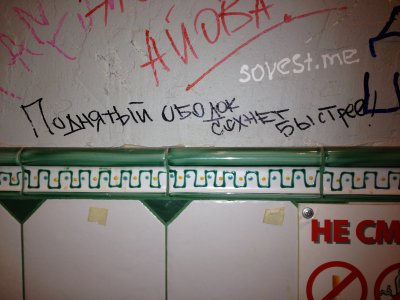 АЙОВА
sovest.me
Поднятый ободок
сохнет
быстрее!
НЕ СМ